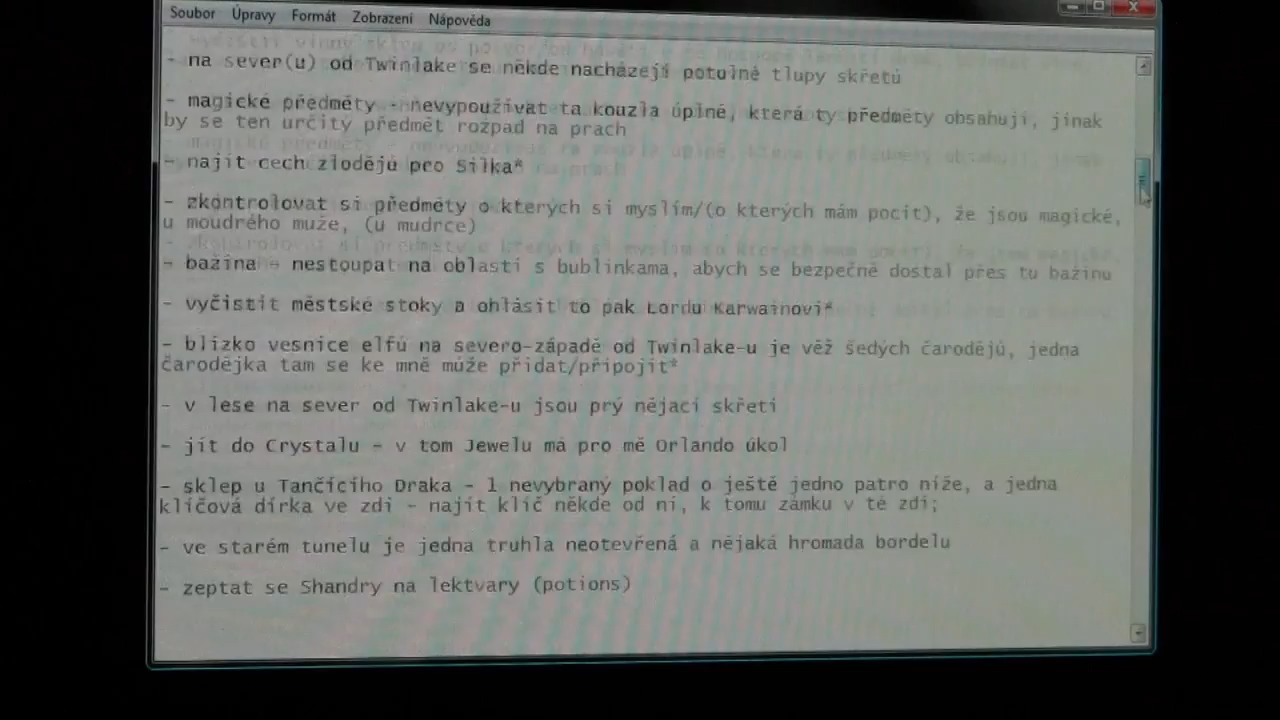 Soubor Úpravy Formát Zobrazení Nápověda
- na sever(u) od Twinlake se někde nacházejí potulné tlupy skřetů
- magické předměty - nevypoužívat ta kouzla úplně, která ty předměty obsahují, jinak
by se ten určitý předmět rozpad na prach
- najít cech zlodějů pro Silka*
- zkontrolovat si předměty o kterých si myslím/(o kterých mám pocit), že jsou magické,
u moudrého muže, (u mudrce)
- bažina - nestoupat na oblasti s bublinkama, abych se bezpečně dostal přes tu bažinu
- vyčistit městské stoky a ohlásit to pak Lordu Karwainovi*
- blízko vesnice elfů na severo-západě od Twinlake-u je věž šedých čarodějů, jedna
čarodějka tam se ke mně může přidat/připojit*
- v lese na sever od Twinlake-u jsou prý nějací skřeti
- jít do Crystalu - v tom Jewelu má pro mě Orlando úkol
- sklep u Tančícího Draka - 1 nevybraný poklad o ještě jedno patro níže, a jedna
klíčová dírka ve zdi - najít klíč někde od ní, k tomu zámku v té zdi;
- ve starém tunelu je jedna truhla neotevřená a nějaká hromada bordelu
- zeptat se Shandry na lektvary (potions)